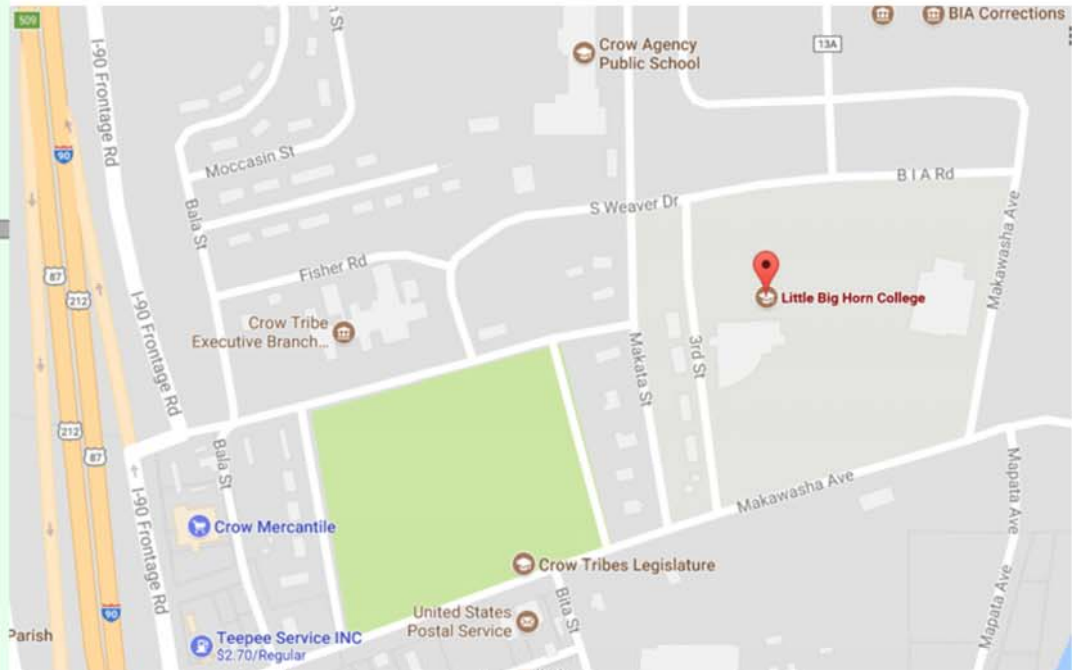 509
n St
BIA Corrections
13A
Crow Agency
Public School
I-90 Frontage Rd
90
Moccasin St
B I A Rd
S Weaver Dr
Bala St
Makawasha Ave
Fisher Rd
87
212
Little Big Horn College
I-90 Frontage Rd
Crow Tribe
Executive Branch...
Makata St
3rd St
212
87
Bala St
Makawasha Ave
Mapata Ave
I-90 Frontage Rd
Crow Mercantile
Crow Tribes Legislature
90
United States
Postal Service
Bita St
Mapata Ave
Parish
Teepee Service INC
$2.70/Regular